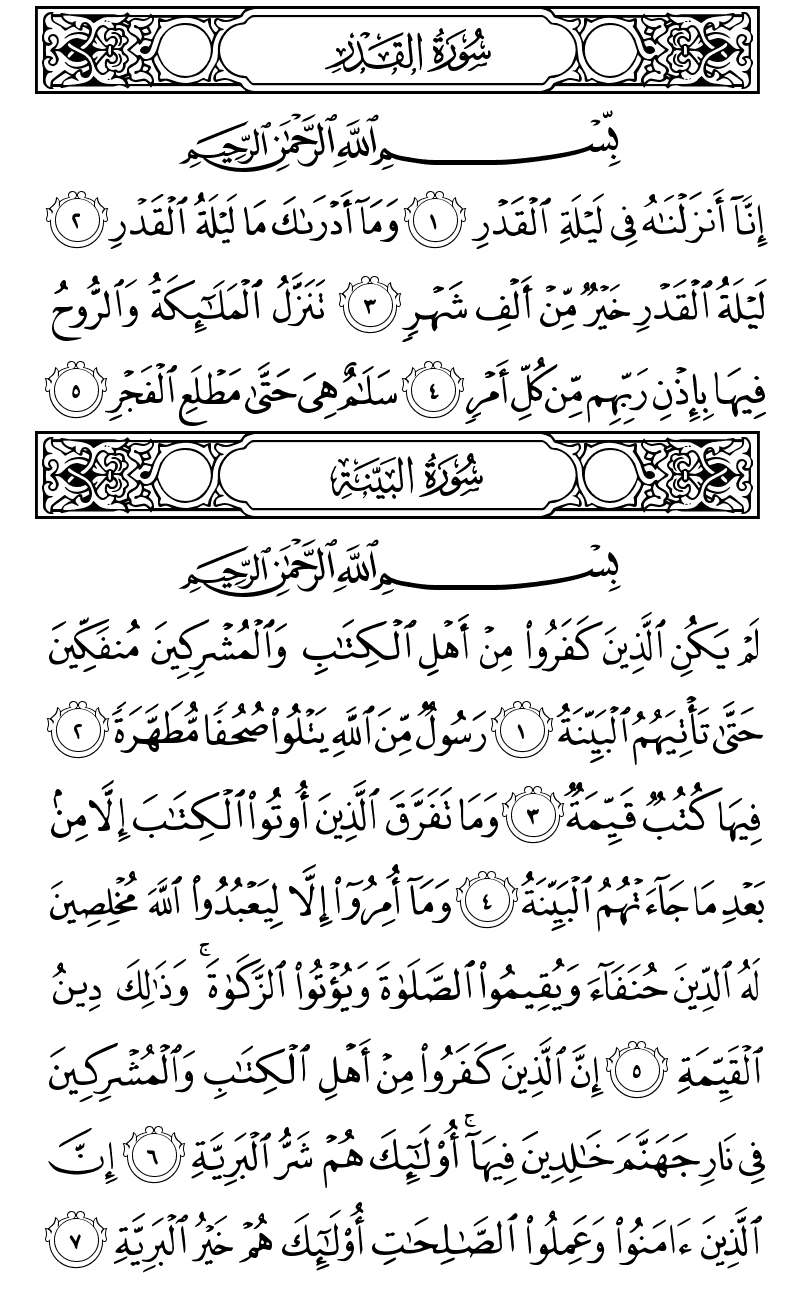 سُورَةُ القَدْرِ
بِّسْمِ ٱللَّهِ ٱلرَّحْمَٰنِ ٱلرَّحِيمِ
إِنَّآ أَنزَلْنَٰهُ فِى لَيْلَةِ ٱلْقَدْرِ ١ وَمَآ أَدْرَىٰكَ مَا لَيْلَةُ ٱلْقَدْرِ ٢
لَيْلَةُ ٱلْقَدْرِ خَيْرٌ مِّنْ أَلْفِ شَهْرٍ ٣ تَنَزَّلُ ٱلْمَلَٰٓئِكَةُ وَٱلرُّوحُ
فِيهَا بِإِذْنِ رَبِّهِم مِّن كُلِّ أَمْرٍ ٤ سَلَٰمٌ هِىَ حَتَّىٰ مَطْلَعِ ٱلْفَجْرِ ٥
سُورَةُ البَيِّنَةِ
بِسْمِ ٱللَّهِ ٱلرَّحْمَٰنِ ٱلرَّحِيمِ
لَمْ يَكُنِ ٱلَّذِينَ كَفَرُوا۟ مِنْ أَهْلِ ٱلْكِتَٰبِ وَٱلْمُشْرِكِينَ مُنفَكِّينَ
حَتَّىٰ تَأْتِيَهُمُ ٱلْبَيِّنَةُ ١ رَسُولٌ مِّنَ ٱللَّهِ يَتْلُوا۟ صُحُفًا مُّطَهَّرَةً ٢
فِيهَا كُتُبٌ قَيِّمَةٌ ٣ وَمَا تَفَرَّقَ ٱلَّذِينَ أُوتُوا۟ ٱلْكِتَٰبَ إِلَّا مِنۢ
بَعْدِ مَا جَآءَتْهُمُ ٱلْبَيِّنَةُ ٤ وَمَآ أُمِرُوٓا۟ إِلَّا لِيَعْبُدُوا۟ ٱللَّهَ مُخْلِصِينَ
لَهُ ٱلدِّينَ حُنَفَآءَ وَيُقِيمُوا۟ ٱلصَّلَوٰةَ وَيُؤْتُوا۟ ٱلزَّكَوٰةَ ۚ وَذَٰلِكَ دِينُ
ٱلْقَيِّمَةِ ٥ إِنَّ ٱلَّذِينَ كَفَرُوا۟ مِنْ أَهْلِ ٱلْكِتَٰبِ وَٱلْمُشْرِكِينَ
فِى نَارِ جَهَنَّمَ خَٰلِدِينَ فِيهَآ ۚ أُو۟لَٰٓئِكَ هُمْ شَرُّ ٱلْبَرِيَّةِ ٦ إِنَّ
ٱلَّذِينَ ءَامَنُوا۟ وَعَمِلُوا۟ ٱلصَّٰلِحَٰتِ أُو۟لَٰٓئِكَ هُمْ خَيْرُ ٱلْبَرِيَّةِ ٧